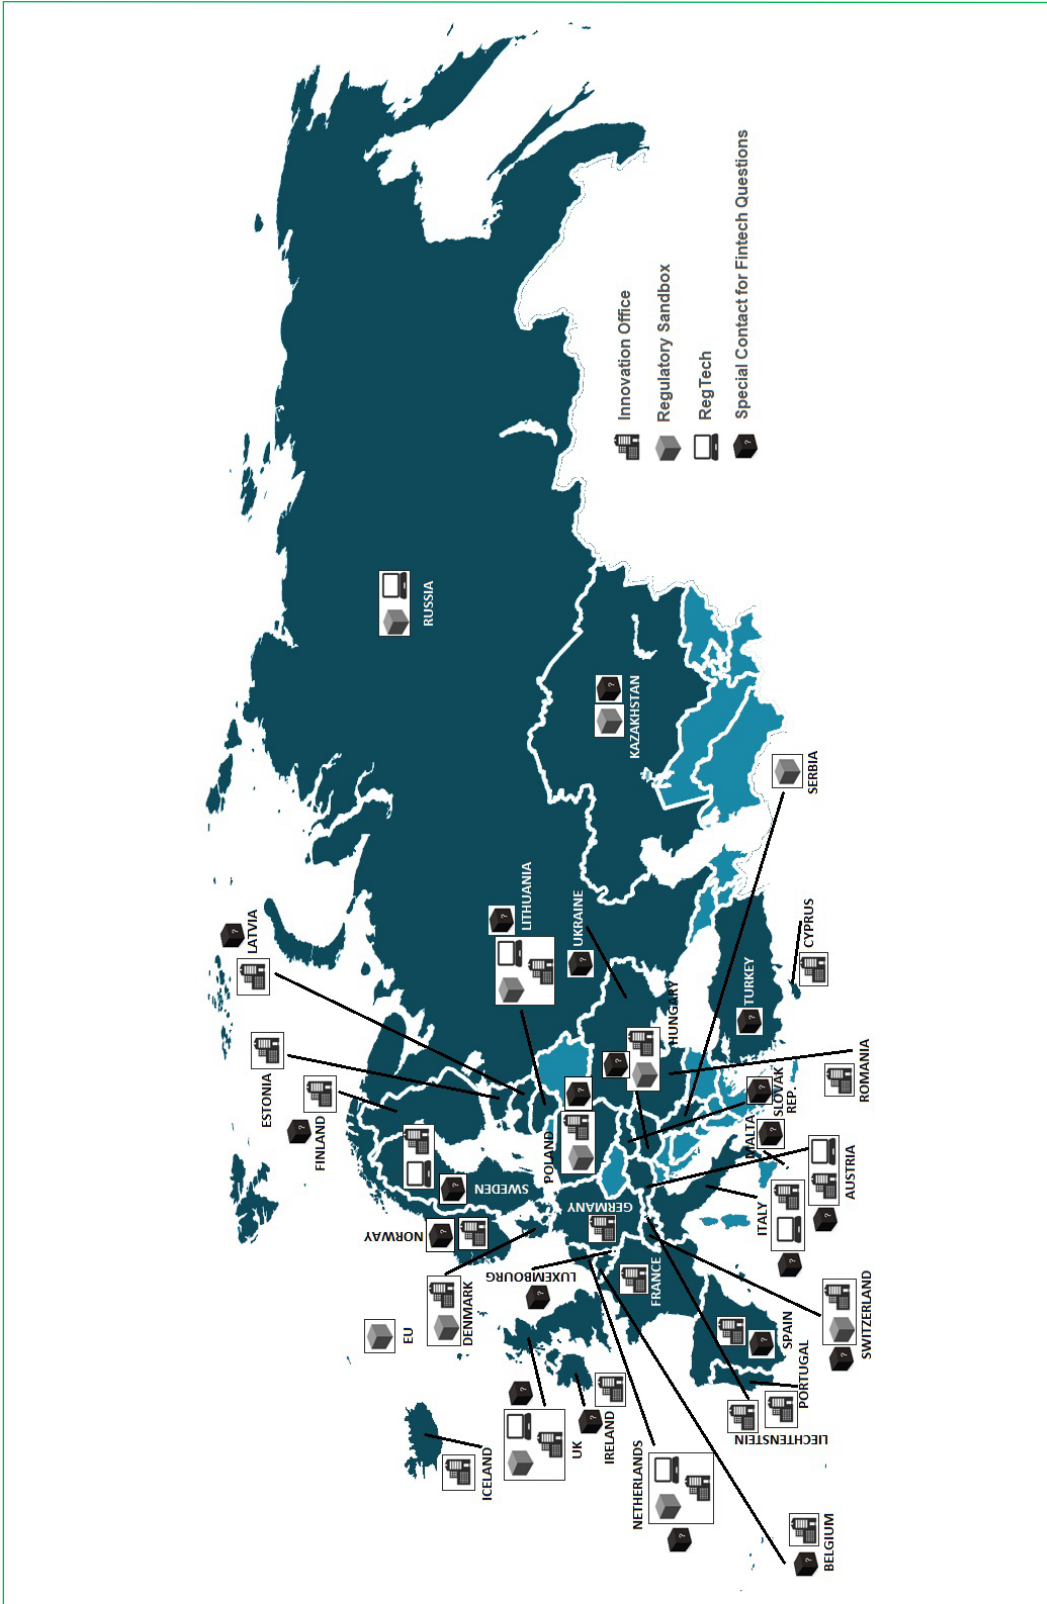 LATVIA
ESTONIA
FINLAND
SWEDEN
NORWAY
DENMARK
EU
ICELAND
UK
IRELAND
NETHERLANDS
BELGIUM
LUXEMBOURG
GERMANY
FRANCE
POLAND
LITHUANIA
UKRAINE
RUSSIA
KAZAKHSTAN
HUNGARY
TURKEY
CYPRUS
SERBIA
ROMANIA
SLOVAK
REP.
MALTA
AUSTRIA
ITALY
SWITZERLAND
SPAIN
PORTUGAL
LIECHTENSTEIN
Innovation Office
Regulatory Sandbox
RegTech
? Special Contact for Fintech Questions